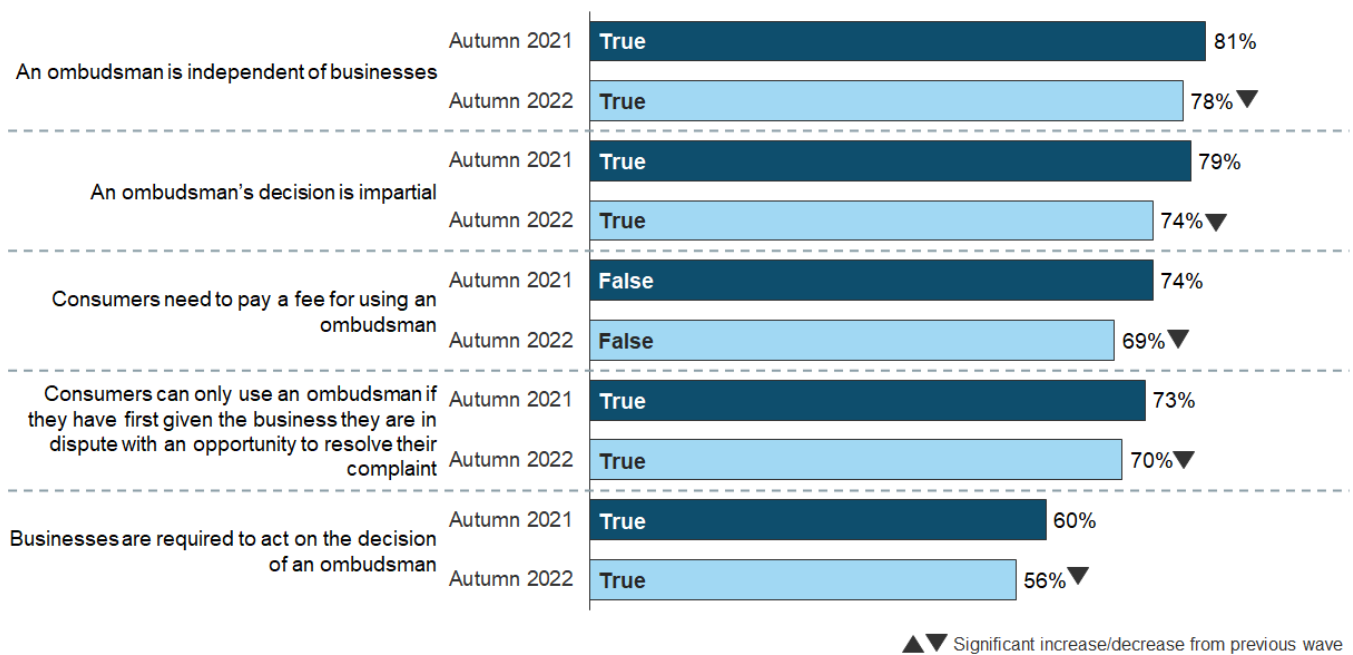 Autumn 2021 True 81%
An ombudsman is independent of businesses
Autumn 2022 True 78%▼
Autumn 2021 True 79%
An ombudsman’s decision is impartial
Autumn 2022 True 74%▼
Autumn 2021 False 74%
Consumers need to pay a fee for using an
ombudsman
Autumn 2022 False 69%▼
Consumers can only use an ombudsman if
they have first given the business they are in
dispute with an opportunity to resolve their
complaint
Autumn 2021 True 73%
Autumn 2022 True 70%▼
Autumn 2021 True 60%
Businesses are required to act on the decision
of an ombudsman
Autumn 2022 True 56%▼
▲▼ Significant increase/decrease from previous wave